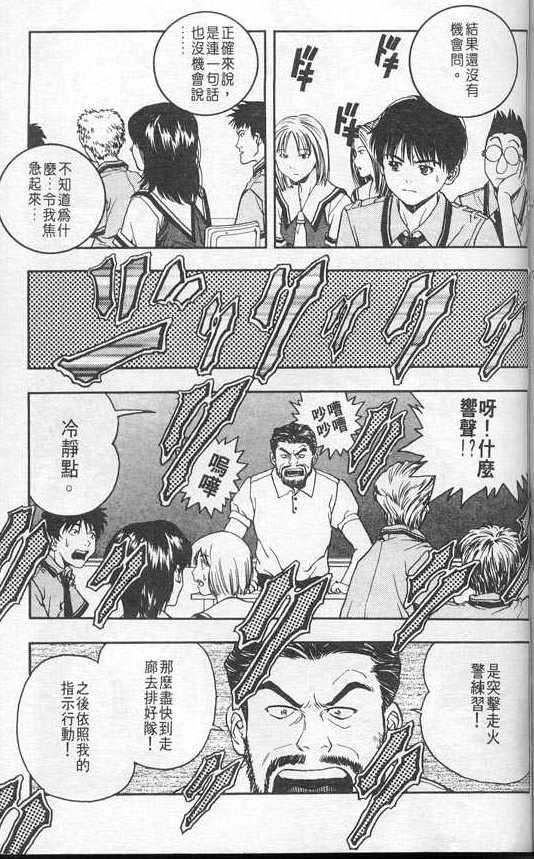 結果還沒有
機會問。
ドキ
ドキ
ドキ
正確來說，
是連一句話
也沒機會說
……
不知道為什
麼…令我焦
急起來…
ジリリリリリ
呀！什麼
響聲!?
嘈
吵
嘈
吵
嗚
嘩
冷靜點。
是突擊走火
警練習！
那麼盡快到走
廊去排好隊！
之後依照我的
指示行動！